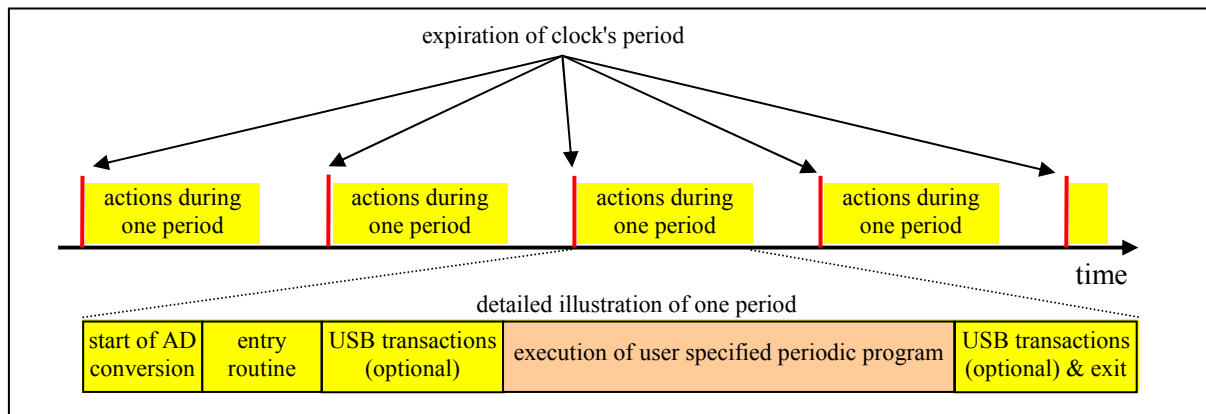 expiration of clock's period
actions during
one period
actions during
one period
actions during
one period
actions during
one period
time
detailed illustration of one period
start of AD
conversion
entry
routine
USB transactions
(optional)
execution of user specified periodic program
USB transactions
(optional) & exit